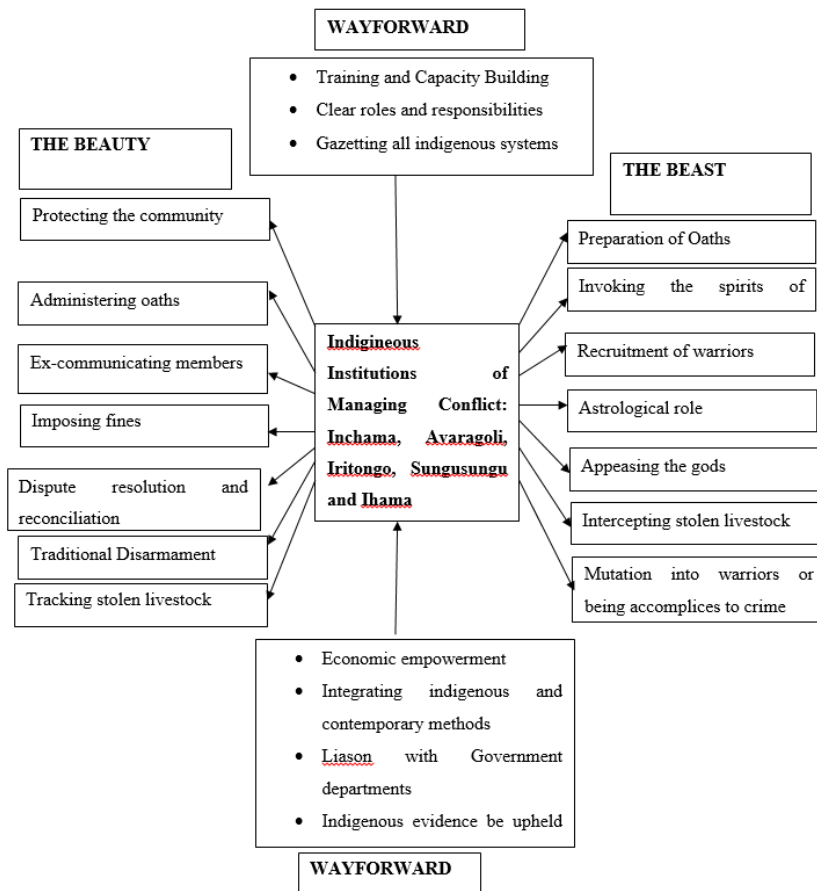 WAYFORWARD
• Training and Capacity Building
• Clear roles and responsibilities
• Gazetting all indigenous systems
THE BEAUTY
Protecting the community
Administering oaths
Ex-communicating members
Imposing fines
Dispute resolution and
reconciliation
Traditional Disarmament
Tracking stolen livestock
Indigineous
Institutions of
Managing Conflict:
Inchama, Avaragoli,
Iritongo, Sungusungu
and Ihama
THE BEAST
Preparation of Oaths
Invoking the spirits of
Recruitment of warriors
Astrological role
Appeasing the gods
Intercepting stolen livestock
Mutation into warriors or
being accomplices to crime
• Economic empowerment
• Integrating indigenous and
contemporary methods
• Liason with Government
departments
• Indigenous evidence be upheld
WAYFORWARD